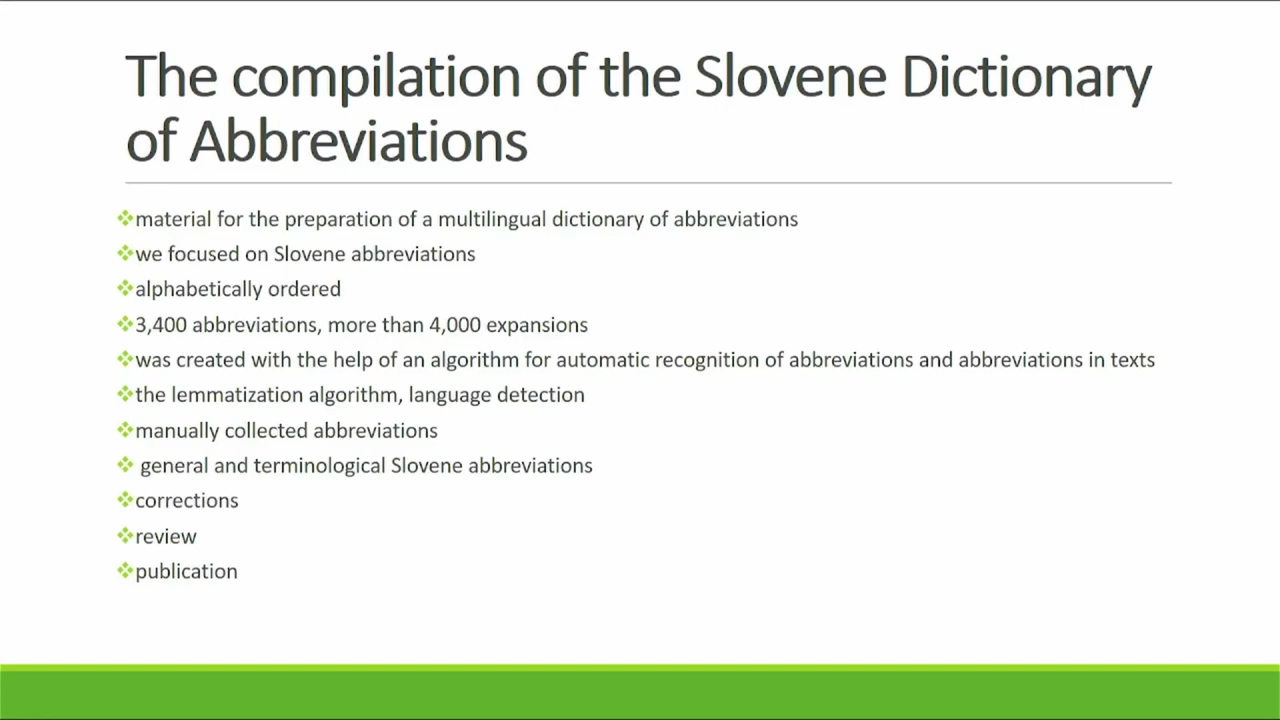 The compilation of the Slovene Dictionary
of Abbreviations
material for the preparation of a multilingual dictionary of abbreviations
we focused on Slovene abbreviations
alphabetically ordered
3,400 abbreviations, more than 4,000 expansions
was created with the help of an algorithm for automatic recognition of abbreviations and abbreviations in texts
the lemmatization algorithm, language detection
manually collected abbreviations
general and terminological Slovene abbreviations
corrections
review
publication